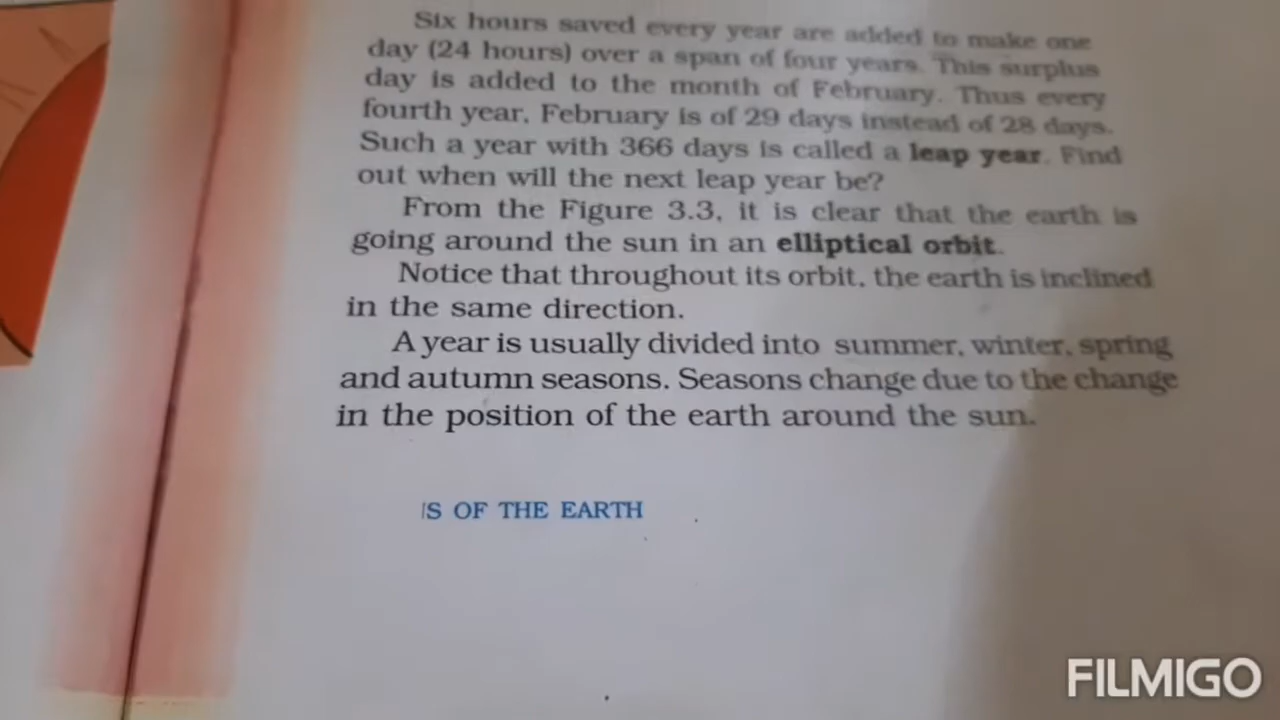 Six hours saved every year are added to make one
day (24 hours) over a span of four years. This surplus
day is added to the month of February. Thus every
fourth year, February is of 29 days instead of 28 days.
Such a year with 366 days is called a leap year. Find
out when will the next leap year be?
From the Figure 3.3, it is clear that the earth is
going around the sun in an elliptical orbit.
Notice that throughout its orbit, the earth is inclined
in the same direction.
A year is usually divided into summer, winter, spring
and autumn seasons. Seasons change due to the change
in the position of the earth around the sun.
S OF THE EARTH
FILMIGO